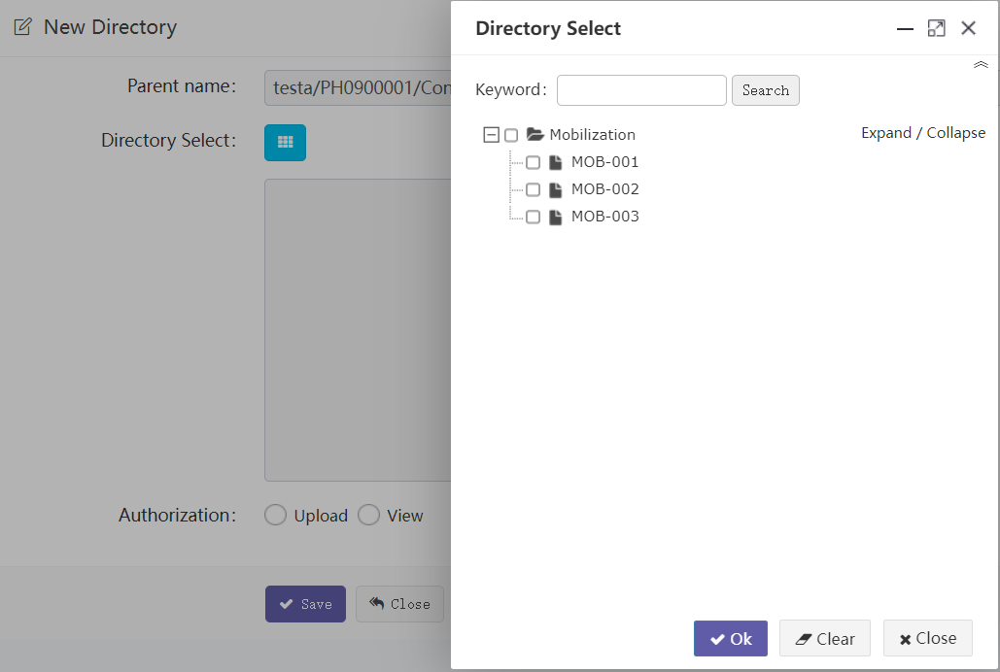 New Directory
Parent name:
testa/PH0900001/Con
Directory Select:
Authorization:
Upload
View
Save
Close
Directory Select
Keyword:
Search
Expand / Collapse
Mobilization
MOB-001
MOB-002
MOB-003
Ok
Clear
Close